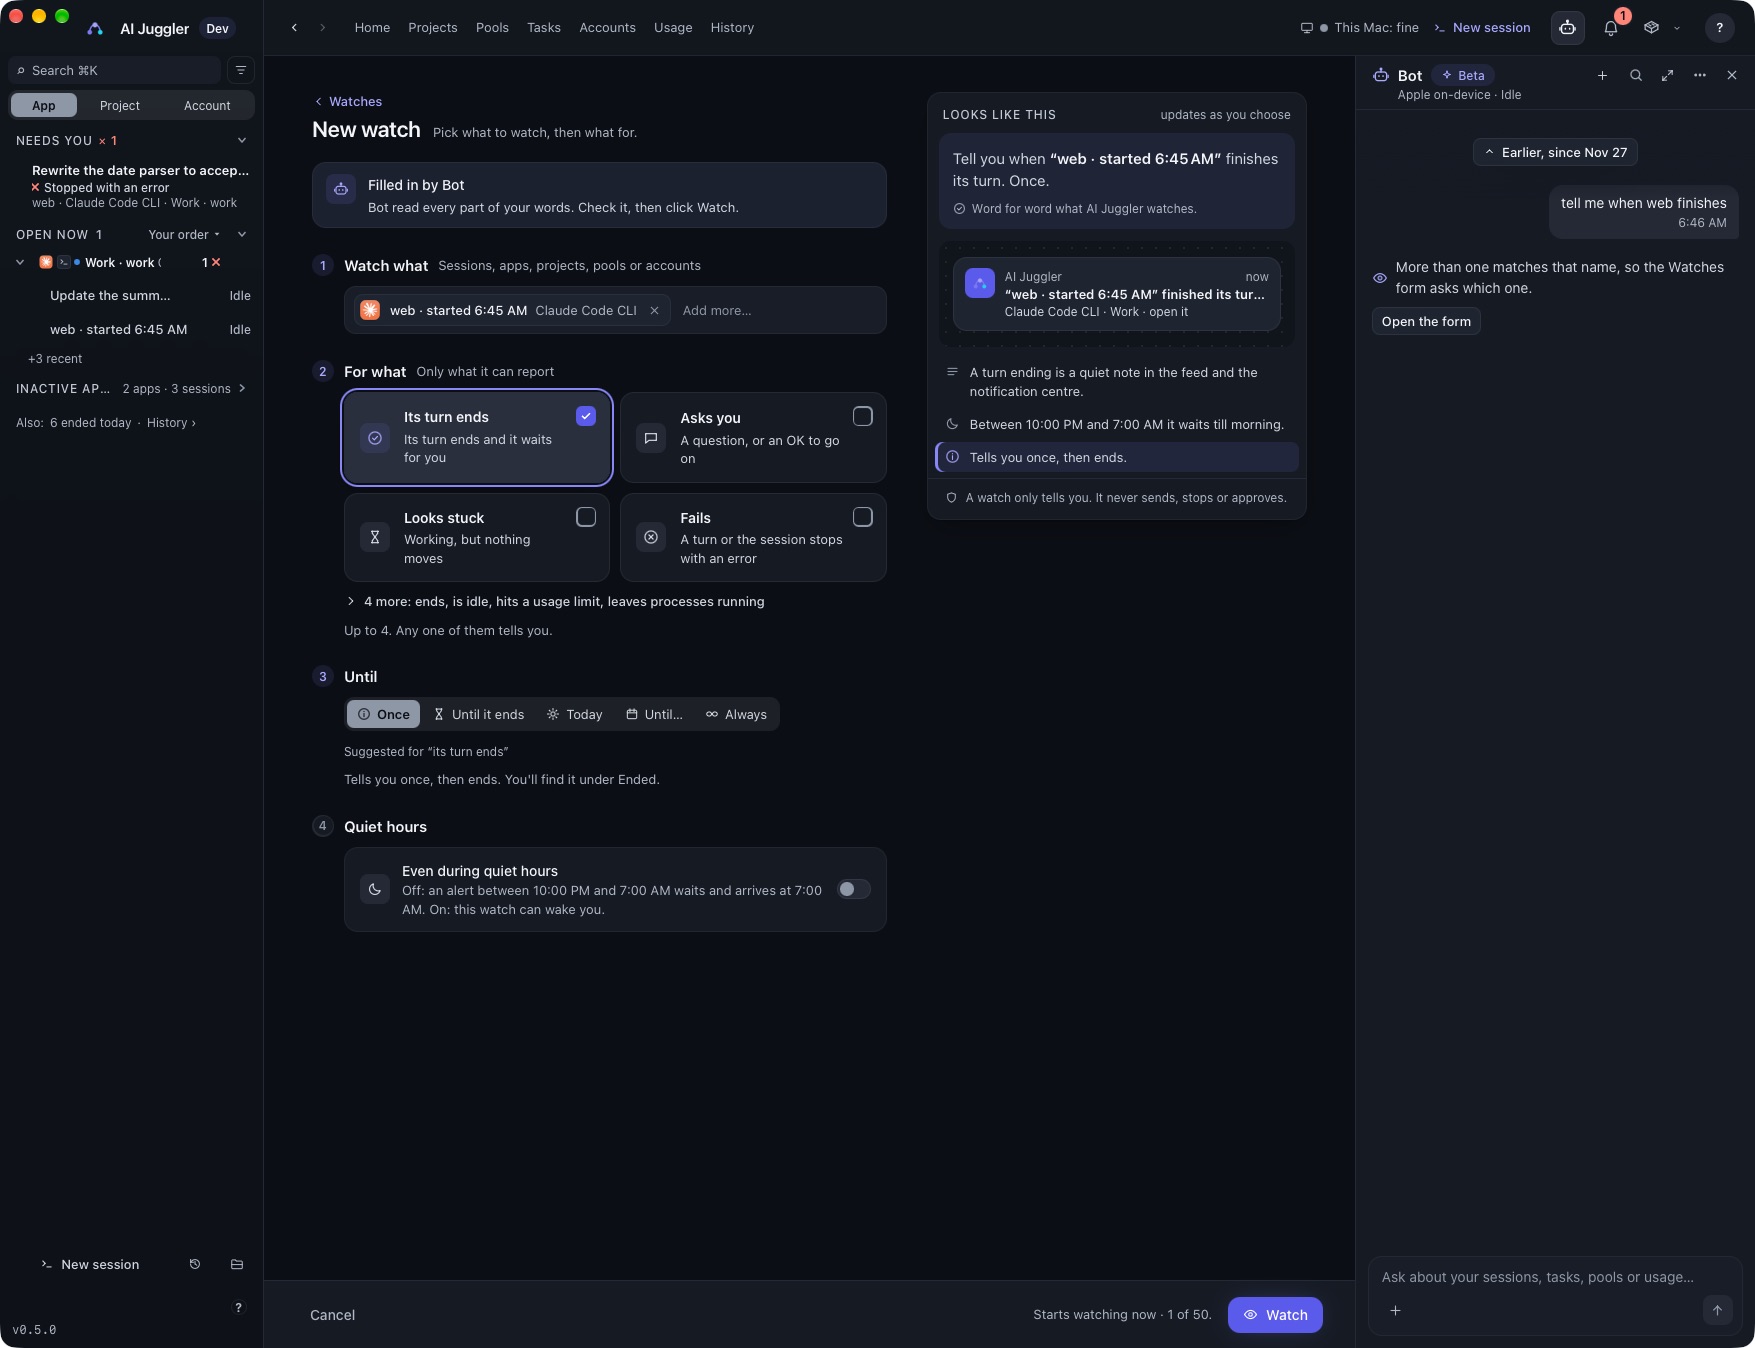 AI Juggler Dev
Search ⌘K
App Project Account
NEEDS YOU × 1
Rewrite the date parser to accep...
× Stopped with an error
web · Claude Code CLI · Work · work
OPEN NOW 1 Your order
Work · work 1 ×
Update the summ... Idle
web · started 6:45 AM Idle
+3 recent
INACTIVE AP... 2 apps · 3 sessions
Also: 6 ended today · History ›
New session
?
v0.5.0
Home Projects Pools Tasks Accounts Usage History
This Mac: fine New session 1 ?
Watches
New watch Pick what to watch, then what for.
Filled in by Bot
Bot read every part of your words. Check it, then click Watch.
1 Watch what Sessions, apps, projects, pools or accounts
web · started 6:45 AM Claude Code CLI × Add more...
2 For what Only what it can report
Its turn ends
Its turn ends and it waits
for you
Asks you
A question, or an OK to go
on
Looks stuck
Working, but nothing
moves
Fails
A turn or the session stops
with an error
4 more: ends, is idle, hits a usage limit, leaves processes running
Up to 4. Any one of them tells you.
3 Until
Once Until it ends Today Until... Always
Suggested for “its turn ends”
Tells you once, then ends. You'll find it under Ended.
4 Quiet hours
Even during quiet hours
Off: an alert between 10:00 PM and 7:00 AM waits and arrives at 7:00
AM. On: this watch can wake you.
Cancel Starts watching now · 1 of 50. Watch
LOOKS LIKE THIS updates as you choose
Tell you when “web · started 6:45 AM” finishes
its turn. Once.
Word for word what AI Juggler watches.
AI Juggler now
“web · started 6:45 AM” finished its tur...
Claude Code CLI · Work · open it
A turn ending is a quiet note in the feed and the
notification centre.
Between 10:00 PM and 7:00 AM it waits till morning.
Tells you once, then ends.
A watch only tells you. It never sends, stops or approves.
Bot Beta
Apple on-device · Idle
Earlier, since Nov 27
tell me when web finishes
6:46 AM
More than one matches that name, so the Watches
form asks which one.
Open the form
Ask about your sessions, tasks, pools or usage...